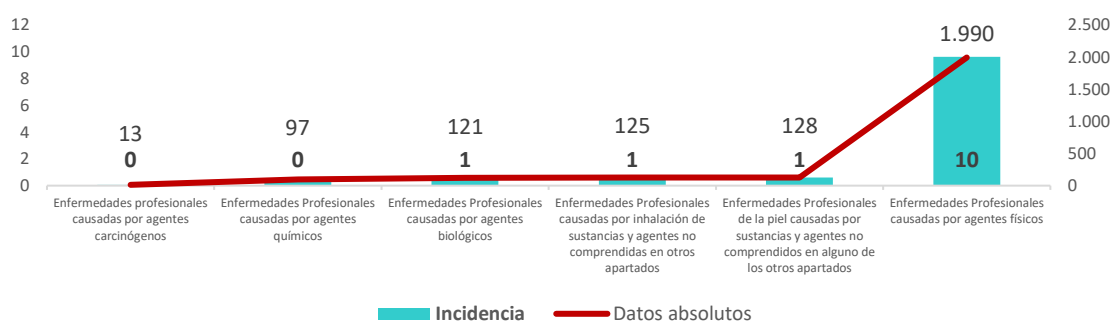 12
10
8
6
4
2
0
2.500
2.000
1.500
1.000
500
0
13
97
121
125
128
1.990
0
0
1
1
1
10
Enfermedades profesionales
causadas por agentes
carcinógenos
Enfermedades Profesionales
causadas por agentes
químicos
Enfermedades Profesionales
causadas por agentes
biológicos
Enfermedades Profesionales
causadas por inhalación de
sustancias y agentes no
comprendidas en otros
apartados
Enfermedades Profesionales
de la piel causadas por
sustancias y agentes no
comprendidos en alguno de
los otros apartados
Enfermedades Profesionales
causadas por agentes físicos
Incidencia
Datos absolutos